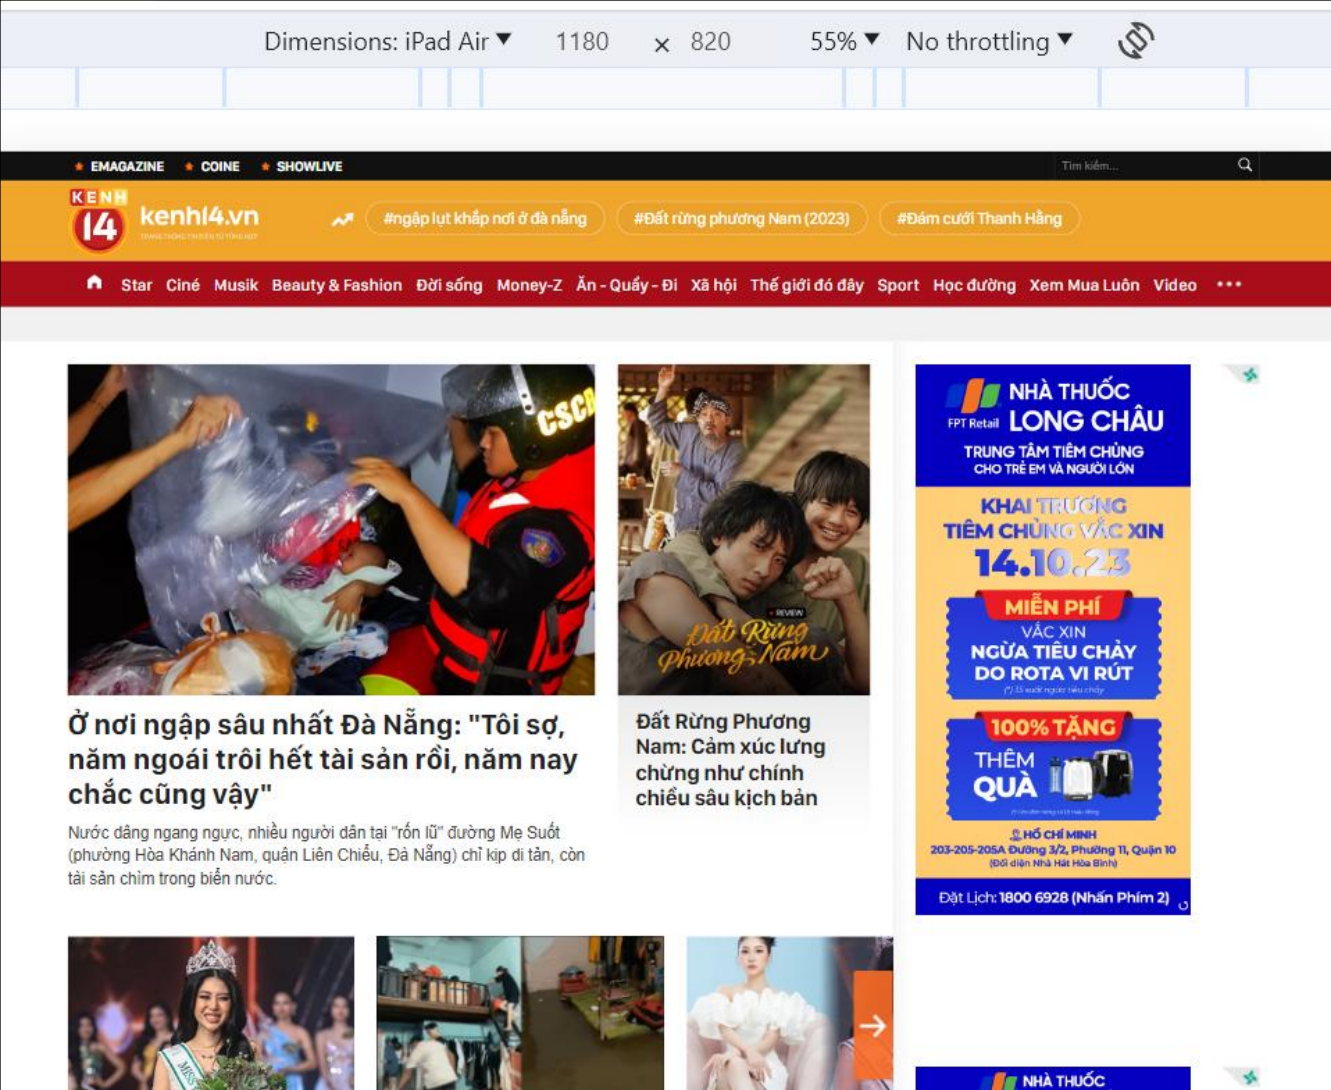 Dimensions: iPad Air ▼ 1180 × 820 55% ▼ No throttling ▼
EMAGAZINE COINE SHOWLIVE Tìm kiếm...
KENH
14
kenh14.vn
#ngập lụt khắp nơi ở đà nẵng #Đất rừng phương Nam (2023) #Đám cưới Thanh Hằng
Star Ciné Musik Beauty & Fashion Đời sống Money-Z Ăn - Quẩy - Đi Xã hội Thế giới đó đây Sport Học đường Xem Mua Luôn Video •••
CSCĐ
REVIEW
Đất Rừng
Phương Nam
Ở nơi ngập sâu nhất Đà Nẵng: "Tôi sợ,
năm ngoái trôi hết tài sản rồi, năm nay
chắc cũng vậy"
Nước dâng ngang ngực, nhiều người dân tại "rốn lũ" đường Mẹ Suốt
(phường Hòa Khánh Nam, quận Liên Chiểu, Đà Nẵng) chỉ kịp di tản, còn
tài sản chìm trong biển nước.
Đất Rừng Phương
Nam: Cảm xúc lưng
chừng như chính
chiều sâu kịch bản
NHÀ THUỐC
FPT Retail LONG CHÂU
TRUNG TÂM TIÊM CHỦNG
CHO TRẺ EM VÀ NGƯỜI LỚN
KHAI TRƯƠNG
TIÊM CHỦNG VẮC XIN
14.10.23
MIỄN PHÍ
VẮC XIN
NGỪA TIÊU CHẢY
DO ROTA VI RÚT
100% TẶNG
THÊM
QUÀ
HỒ CHÍ MINH
203-205-205A Đường 3/2, Phường 11, Quận 10
(Đối diện Nhà Hát Hòa Bình)
Đặt Lịch: 1800 6928 (Nhấn Phím 2)
MISS
NHÀ THUỐC